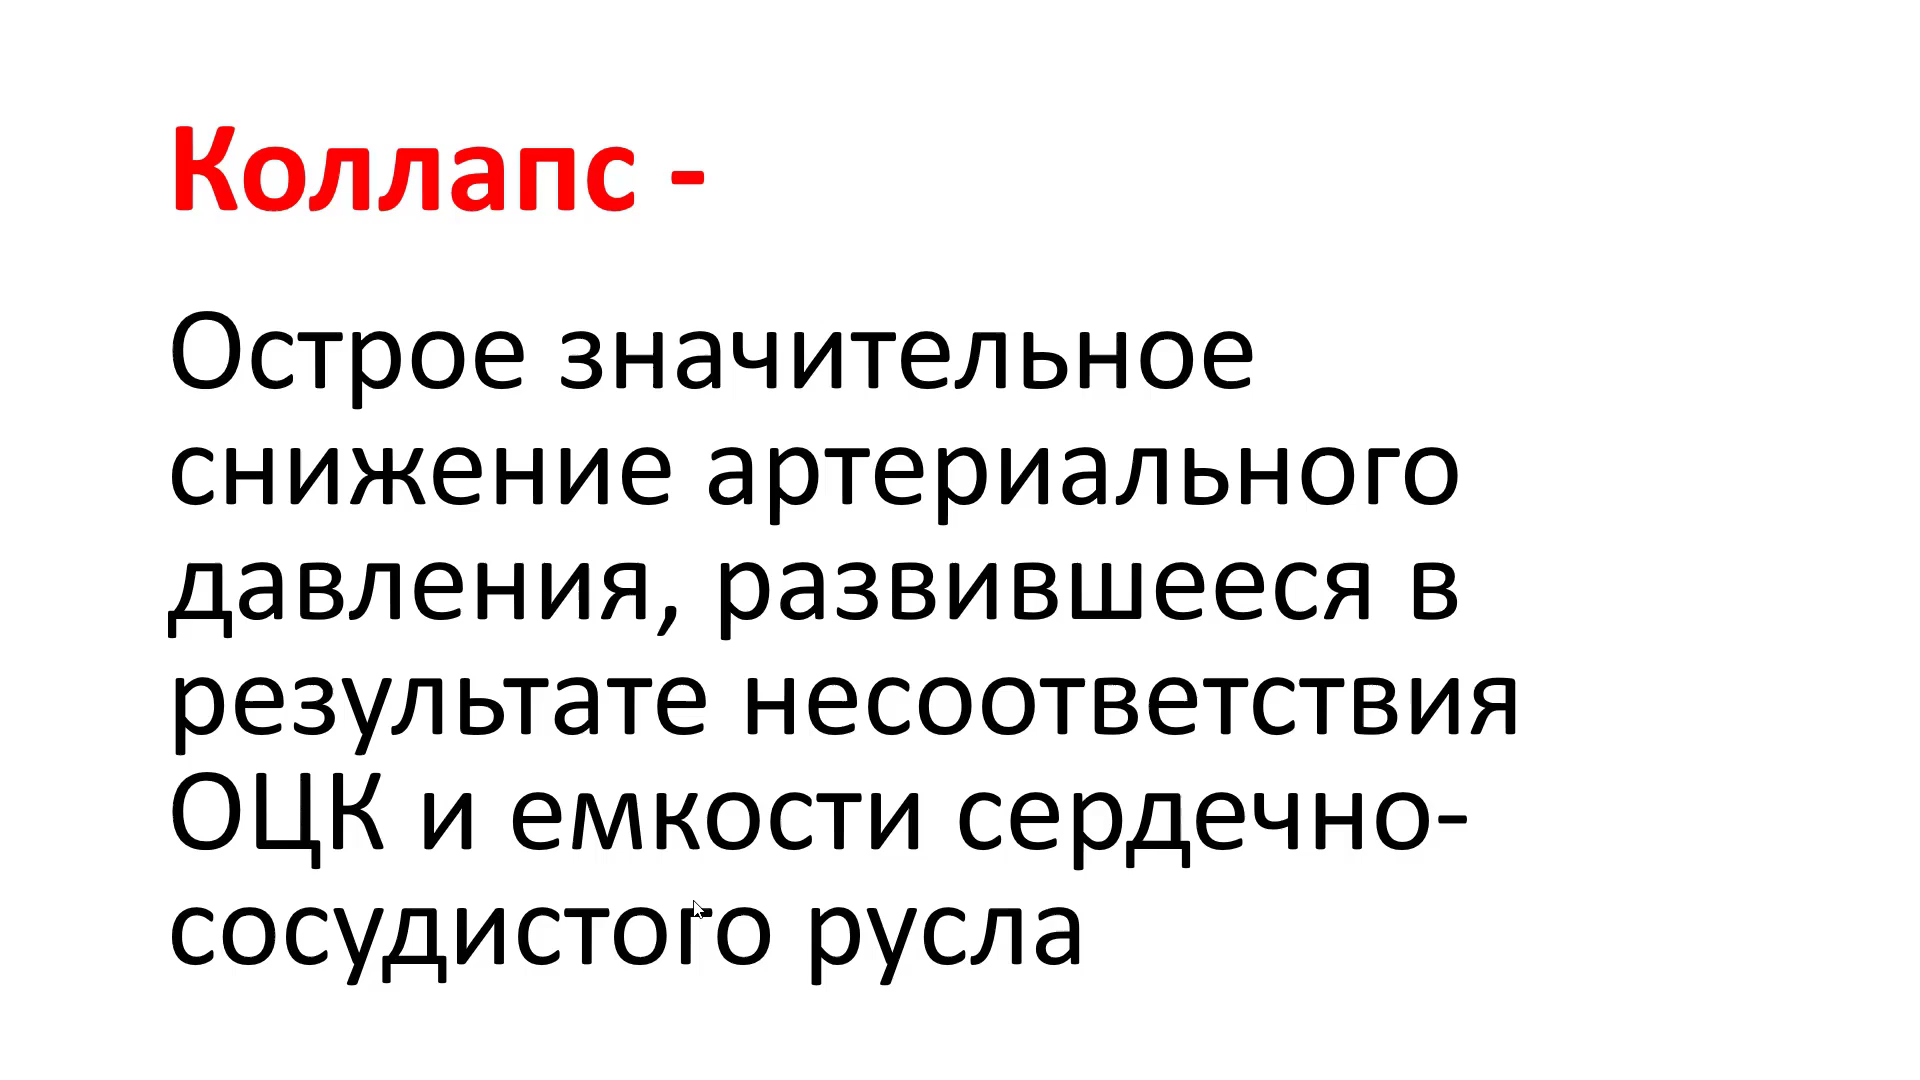 Коллапс -
Острое значительное
снижение артериального
давления, развившееся в
результате несоответствия
ОЦК и емкости сердечно-
сосудистого русла